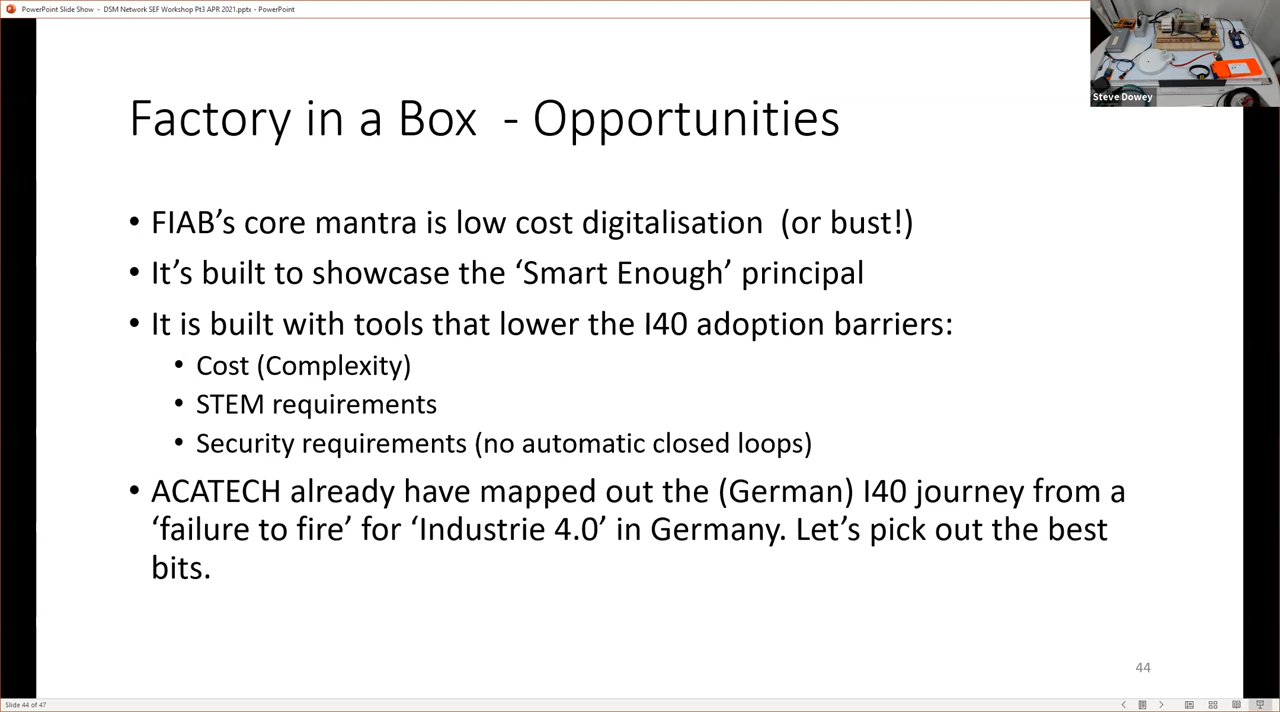 PowerPoint Slide Show - DSM Network SEF Workshop Pt3 APR 2021.pptx - PowerPoint
Steve Dowey
Factory in a Box - Opportunities
• FIAB’s core mantra is low cost digitalisation (or bust!)
• It’s built to showcase the ‘Smart Enough’ principal
• It is built with tools that lower the I40 adoption barriers:
• Cost (Complexity)
• STEM requirements
• Security requirements (no automatic closed loops)
• ACATECH already have mapped out the (German) I40 journey from a
‘failure to fire’ for ‘Industrie 4.0’ in Germany. Let’s pick out the best
bits.
44
Slide 44 of 47